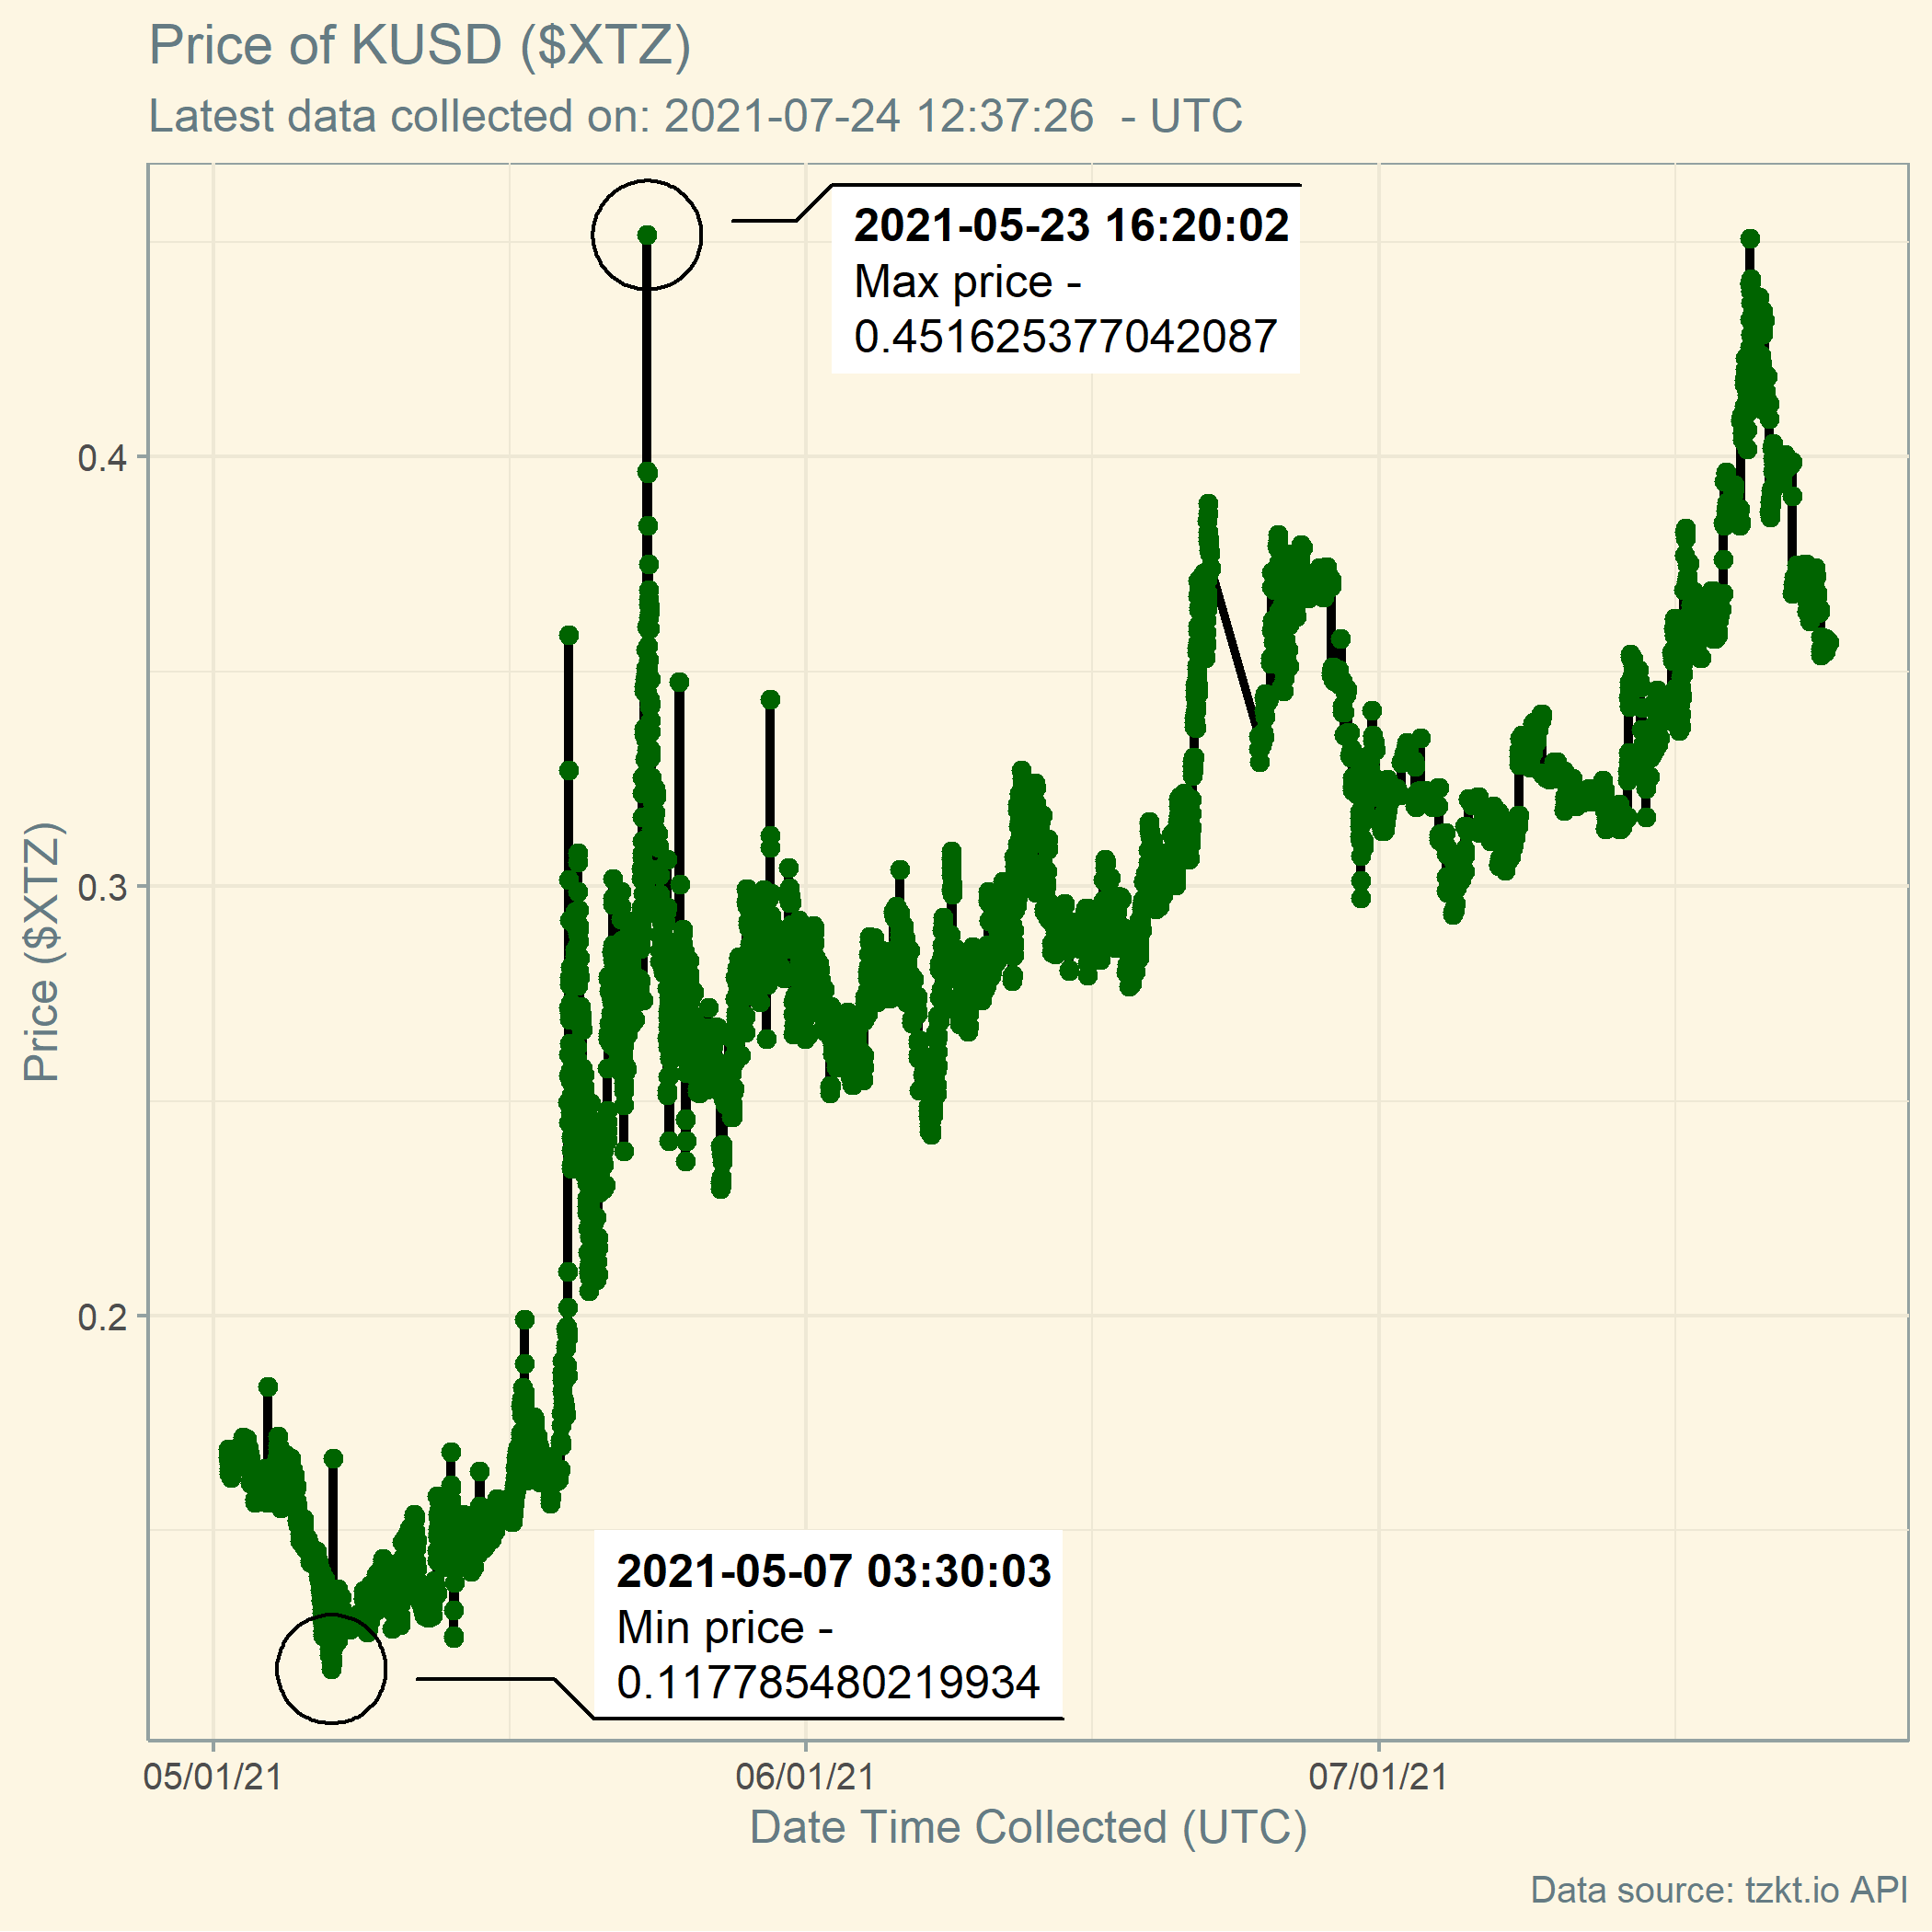 Price of KUSD ($XTZ)
Latest data collected on: 2021-07-24 12:37:26  - UTC
2021-05-23 16:20:02
Max price -
0.451625377042087
0.4
0.3
0.2
Price ($XTZ)
2021-05-07 03:30:03
Min price -
0.117785480219934
05/01/21
06/01/21
07/01/21
Date Time Collected (UTC)
Data source: tzkt.io API